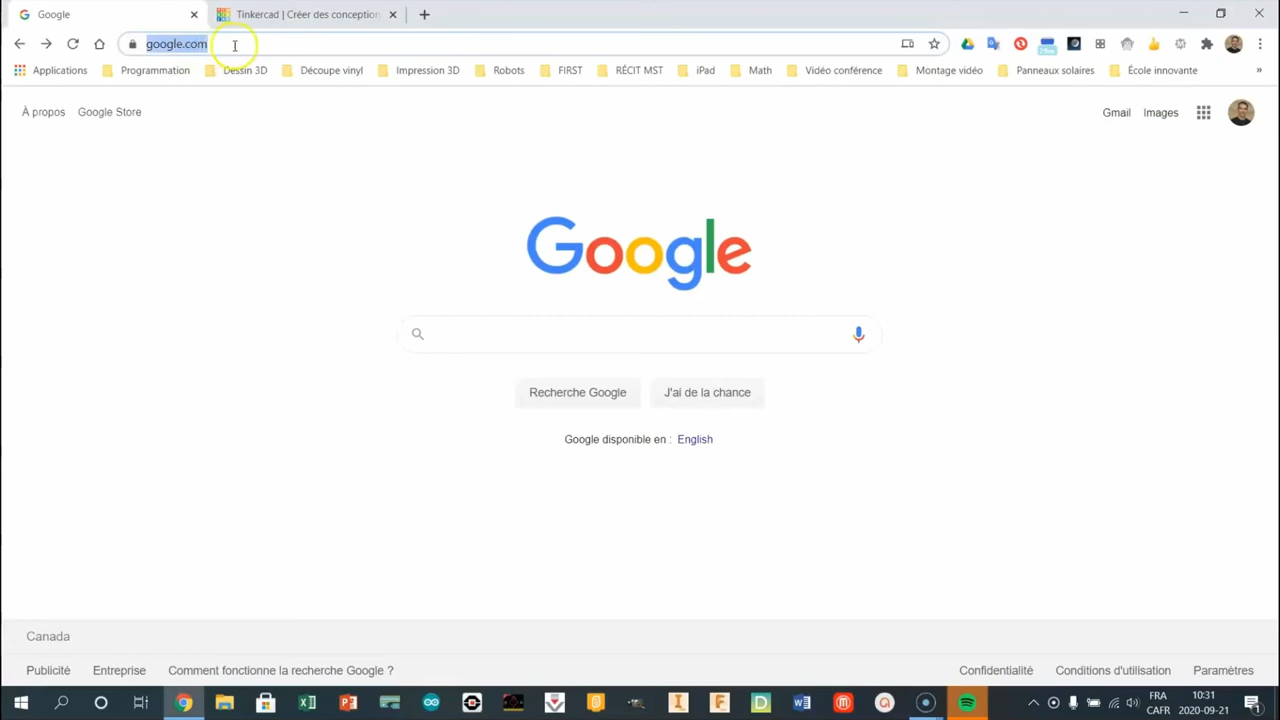 Google
Tinkercad | Créer des conception
google.com
Applications Programmation Dessin 3D Découpe vinyl Impression 3D Robots FIRST RÉCIT MST iPad Math Vidéo conférence Montage vidéo Panneaux solaires École innovante »
À propos Google Store Gmail Images
Google
Recherche Google J'ai de la chance
Google disponible en : English
Canada
Publicité Entreprise Comment fonctionne la recherche Google ? Confidentialité Conditions d'utilisation Paramètres
FRA 10:31
CAFR 2020-09-21